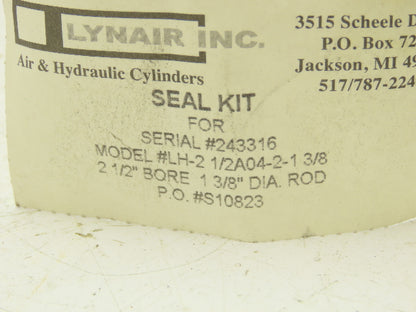 LYNAIR INC.
Air & Hydraulic Cylinders
3515 Scheele
P.O. Box 72
Jackson, MI 49
517/787-224
SEAL KIT
FOR
SERIAL #243316
MODEL #LH-2 1/2A04-2-1 3/8
2 1/2" BORE 1 3/8" DIA. ROD
P.O. #S10823